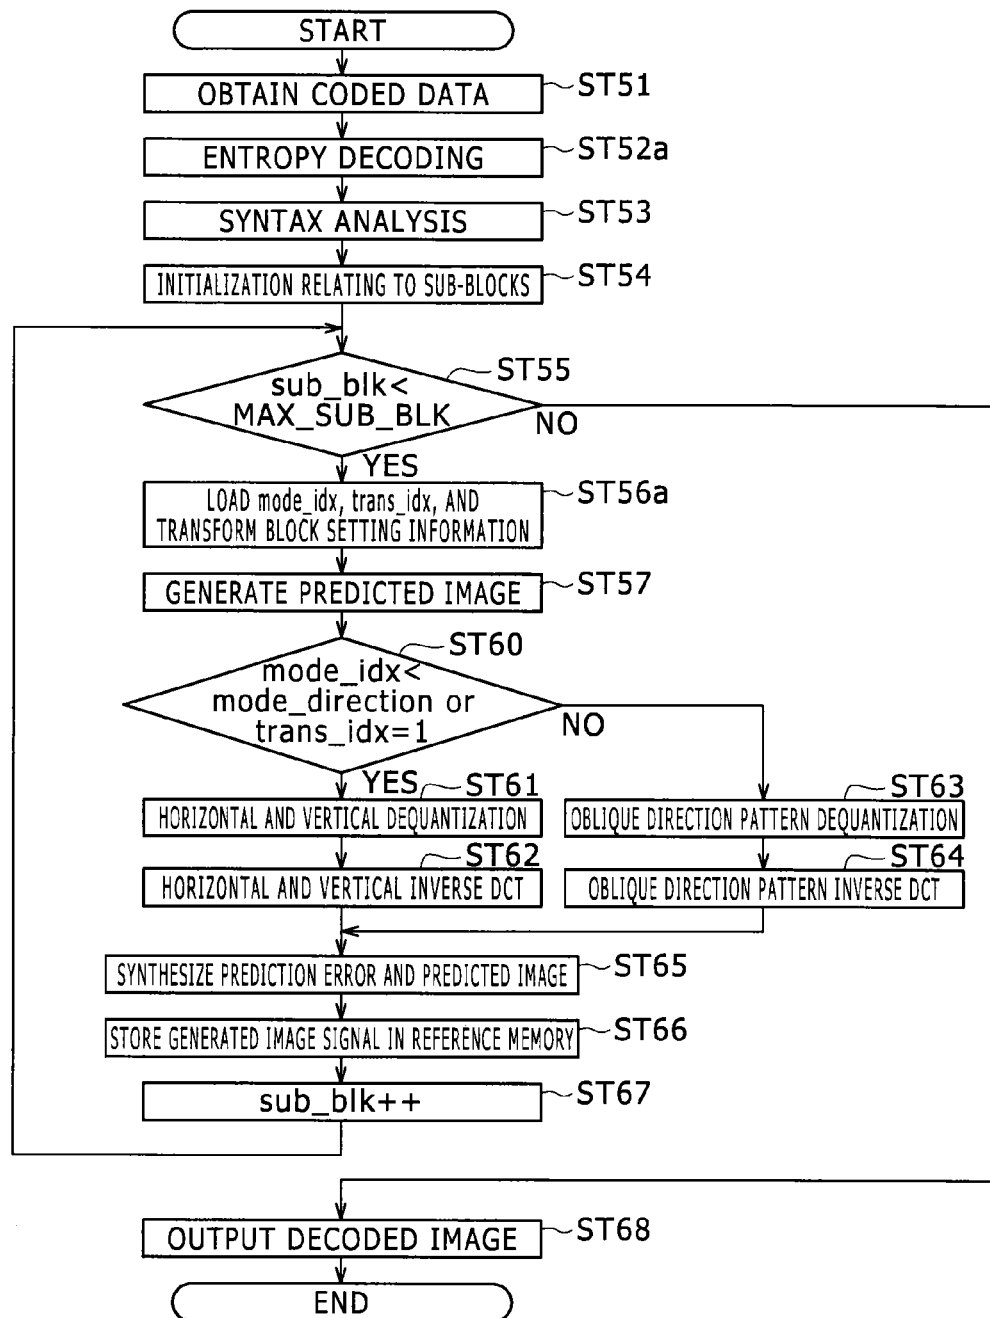 START
OBTAIN CODED DATA
ST51
ENTROPY DECODING
ST52a
SYNTAX ANALYSIS
ST53
INITIALIZATION RELATING TO SUB-BLOCKS
ST54
sub_blk<
MAX_SUB_BLK
ST55
NO
YES
LOAD mode_idx, trans_idx, AND
TRANSFORM BLOCK SETTING INFORMATION
ST56a
GENERATE PREDICTED IMAGE
ST57
mode_idx<
mode_direction or
trans_idx=1
ST60
NO
YES
HORIZONTAL AND VERTICAL DEQUANTIZATION
ST61
HORIZONTAL AND VERTICAL INVERSE DCT
ST62
OBLIQUE DIRECTION PATTERN DEQUANTIZATION
ST63
OBLIQUE DIRECTION PATTERN INVERSE DCT
ST64
SYNTHESIZE PREDICTION ERROR AND PREDICTED IMAGE
ST65
STORE GENERATED IMAGE SIGNAL IN REFERENCE MEMORY
ST66
sub_blk++
ST67
OUTPUT DECODED IMAGE
ST68
END